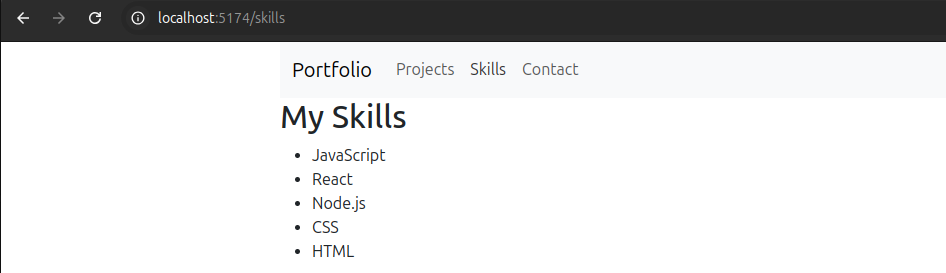 localhost:5174/skills
Portfolio Projects Skills Contact
My Skills
JavaScript
React
Node.js
CSS
HTML